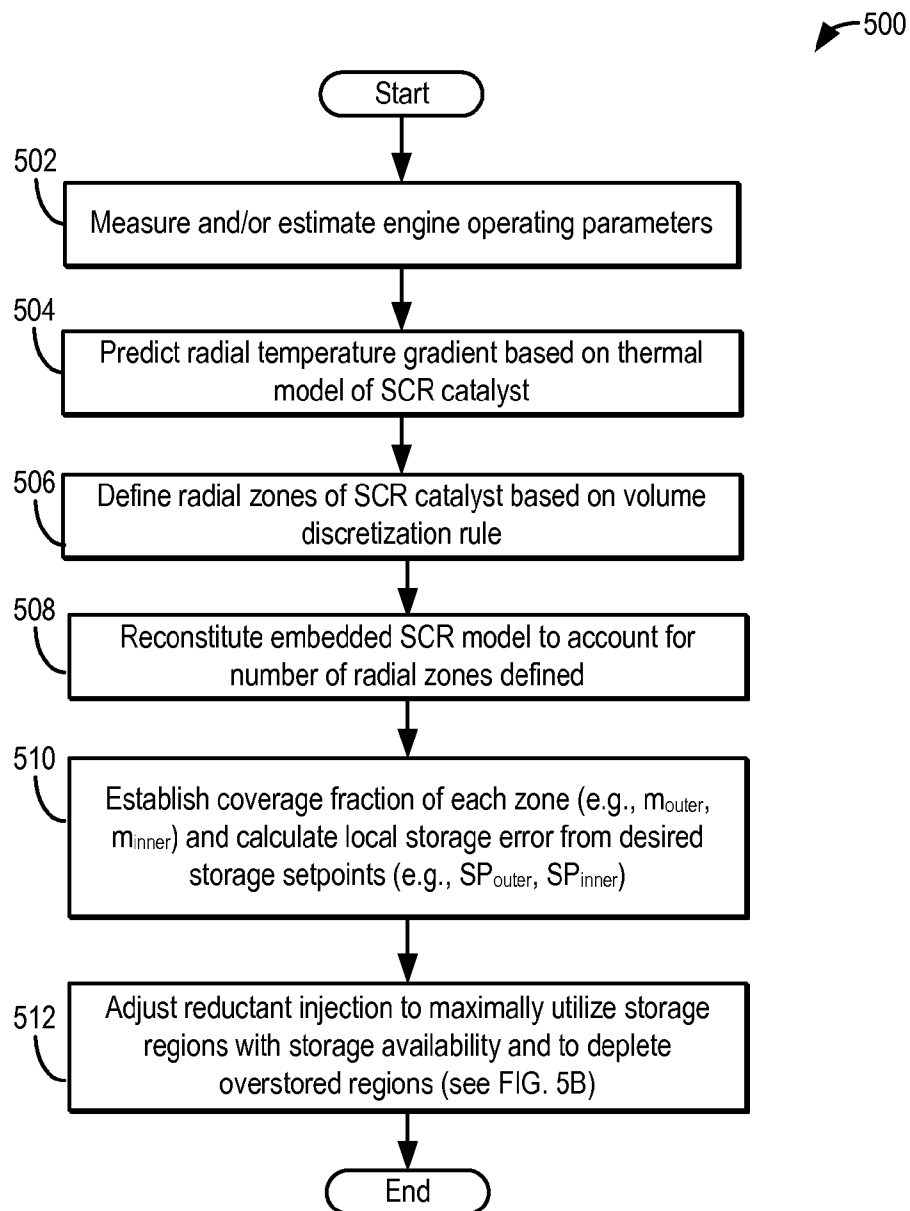 500
Start
502
Measure and/or estimate engine operating parameters
504
Predict radial temperature gradient based on thermal
model of SCR catalyst
506
Define radial zones of SCR catalyst based on volume
discretization rule
508
Reconstitute embedded SCR model to account for
number of radial zones defined
510
Establish coverage fraction of each zone (e.g., mouter,
minner) and calculate local storage error from desired
storage setpoints (e.g., SPouter, SPinner)
512
Adjust reductant injection to maximally utilize storage
regions with storage availability and to deplete
overstored regions (see FIG. 5B)
End